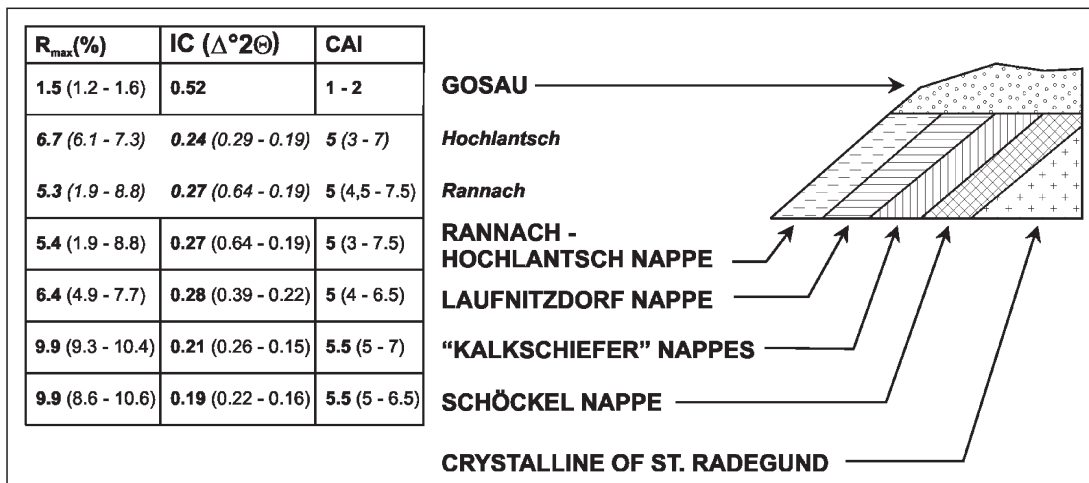 Rmax(%) IC (Δ°2Θ) CAI
1.5 (1.2 - 1.6) 0.52 1 - 2 GOSAU
6.7 (6.1 - 7.3) 0.24 (0.29 - 0.19) 5 (3 - 7) Hochlantsch
5.3 (1.9 - 8.8) 0.27 (0.64 - 0.19) 5 (4,5 - 7.5) Rannach
5.4 (1.9 - 8.8) 0.27 (0.64 - 0.19) 5 (3 - 7.5) RANNACH -
HOCHLANTSCH NAPPE
6.4 (4.9 - 7.7) 0.28 (0.39 - 0.22) 5 (4 - 6.5) LAUFNITZDORF NAPPE
9.9 (9.3 - 10.4) 0.21 (0.26 - 0.15) 5.5 (5 - 7) "KALKSCHIEFER" NAPPES
9.9 (8.6 - 10.6) 0.19 (0.22 - 0.16) 5.5 (5 - 6.5) SCHÖCKEL NAPPE
CRYSTALLINE OF ST. RADEGUND